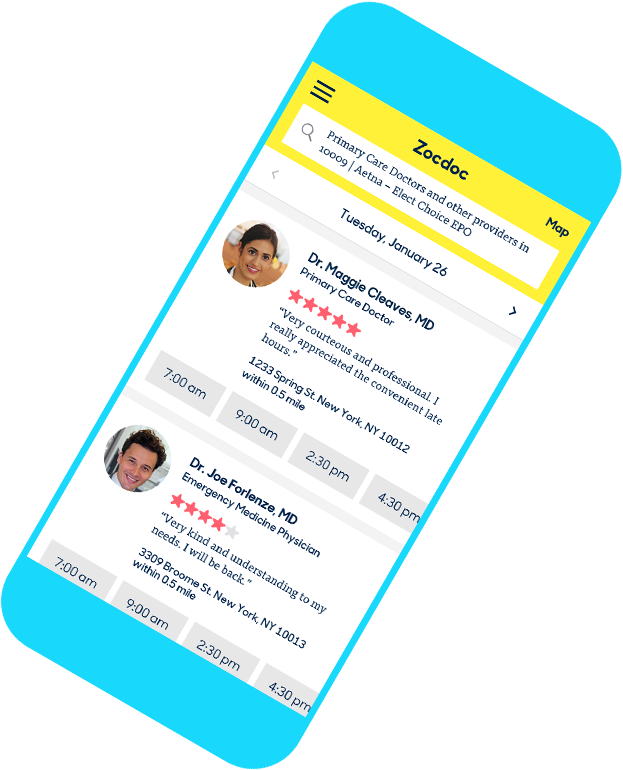 Zocdoc
Map
Primary Care Doctors and other providers in
10009 | Aetna – Elect Choice EPO
Tuesday, January 26
Dr. Maggie Cleaves, MD
Primary Care Doctor
“Very courteous and professional. I
really appreciated the convenient late
hours.”
1233 Spring St. New York, NY 10012
within 0.5 mile
7:00 am
9:00 am
2:30 pm
4:30 pm
Dr. Joe Forlenze, MD
Emergency Medicine Physician
“Very kind and understanding to my
needs. I will be back.”
3309 Broome St. New York, NY 10013
within 0.5 mile
7:00 am
9:00 am
2:30 pm
4:30 pm